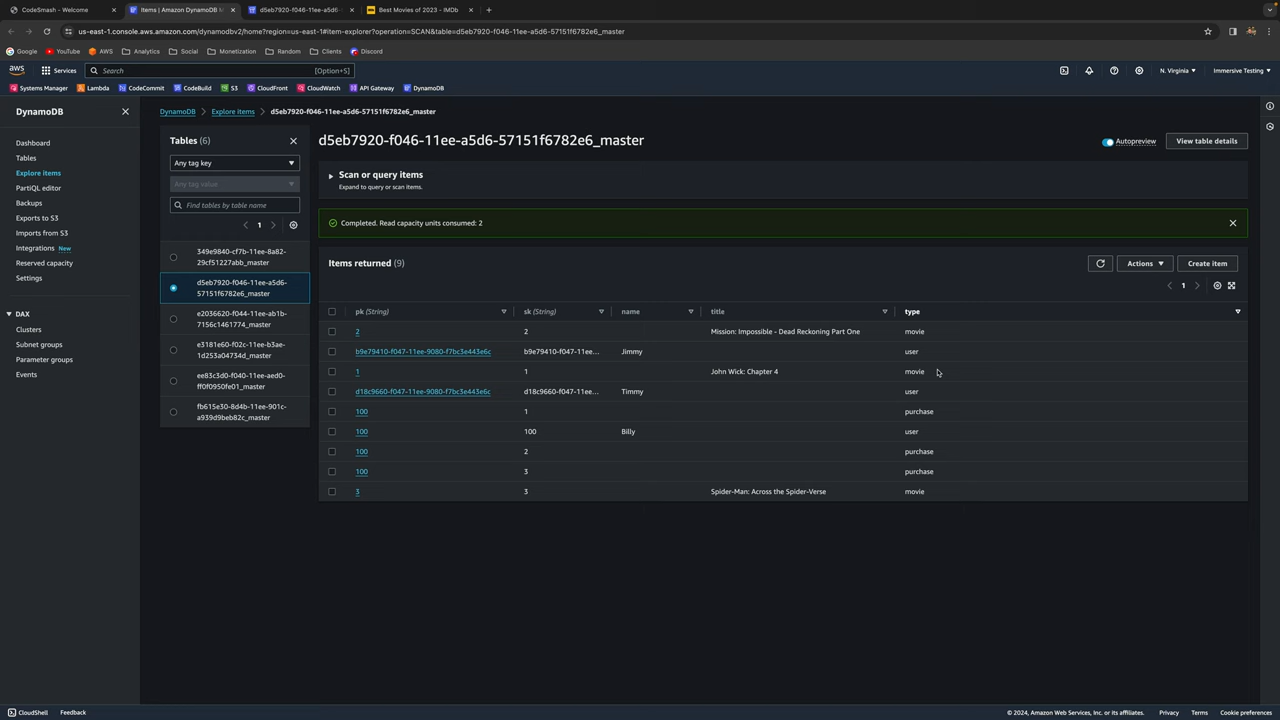 CodeSmash - Welcome
Items | Amazon DynamoDB M
d5eb7920-f046-11ee-a5d6-57151
Best Movies of 2023 - IMDb
us-east-1.console.aws.amazon.com/dynamodbv2/home?region=us-east-1#item-explorer?operation=SCAN&table=d5eb7920-f046-11ee-a5d6-57151f6782e6_master
Google YouTube AWS Analytics Social Monetization Random Clients Discord
aws Services Search [Option+S] N. Virginia Immersive Testing
Systems Manager Lambda CodeCommit CodeBuild S3 CloudFront CloudWatch API Gateway DynamoDB
DynamoDB
Dashboard
Tables
Explore items
PartiQL editor
Backups
Exports to S3
Imports from S3
Integrations New
Reserved capacity
Settings
DAX
Clusters
Subnet groups
Parameter groups
Events
DynamoDB > Explore items > d5eb7920-f046-11ee-a5d6-57151f6782e6_master
Tables (6)
Any tag key
Any tag value
Find tables by table name
1
349e9840-cf7b-11ee-8a82-
29cf51227abb_master
d5eb7920-f046-11ee-a5d6-
57151f6782e6_master
e2036620-f044-11ee-ab1b-
7156c1461774_master
e3181e60-f02c-11ee-b3ae-
1d253a04734d_master
ee83c3d0-f040-11ee-aed0-
ff0f0950fe01_master
fb615e30-8d4b-11ee-901c-
a939d9beb82c_master
d5eb7920-f046-11ee-a5d6-57151f6782e6_master
Autopreview
View table details
Scan or query items
Expand to query or scan items.
Completed. Read capacity units consumed: 2
Items returned (9)
Actions
Create item
1
pk (String) sk (String) name title type
2 2 Mission: Impossible - Dead Reckoning Part One movie
b9e79410-f047-11ee-9080-f7bc3e443e6c b9e79410-f047-11ee... Jimmy user
1 1 John Wick: Chapter 4 movie
d18c9660-f047-11ee-9080-f7bc3e443e6c d18c9660-f047-11ee... Timmy user
100 1 purchase
100 100 Billy user
100 2 purchase
100 3 purchase
3 3 Spider-Man: Across the Spider-Verse movie
CloudShell Feedback © 2024, Amazon Web Services, Inc. or its affiliates. Privacy Terms Cookie preferences